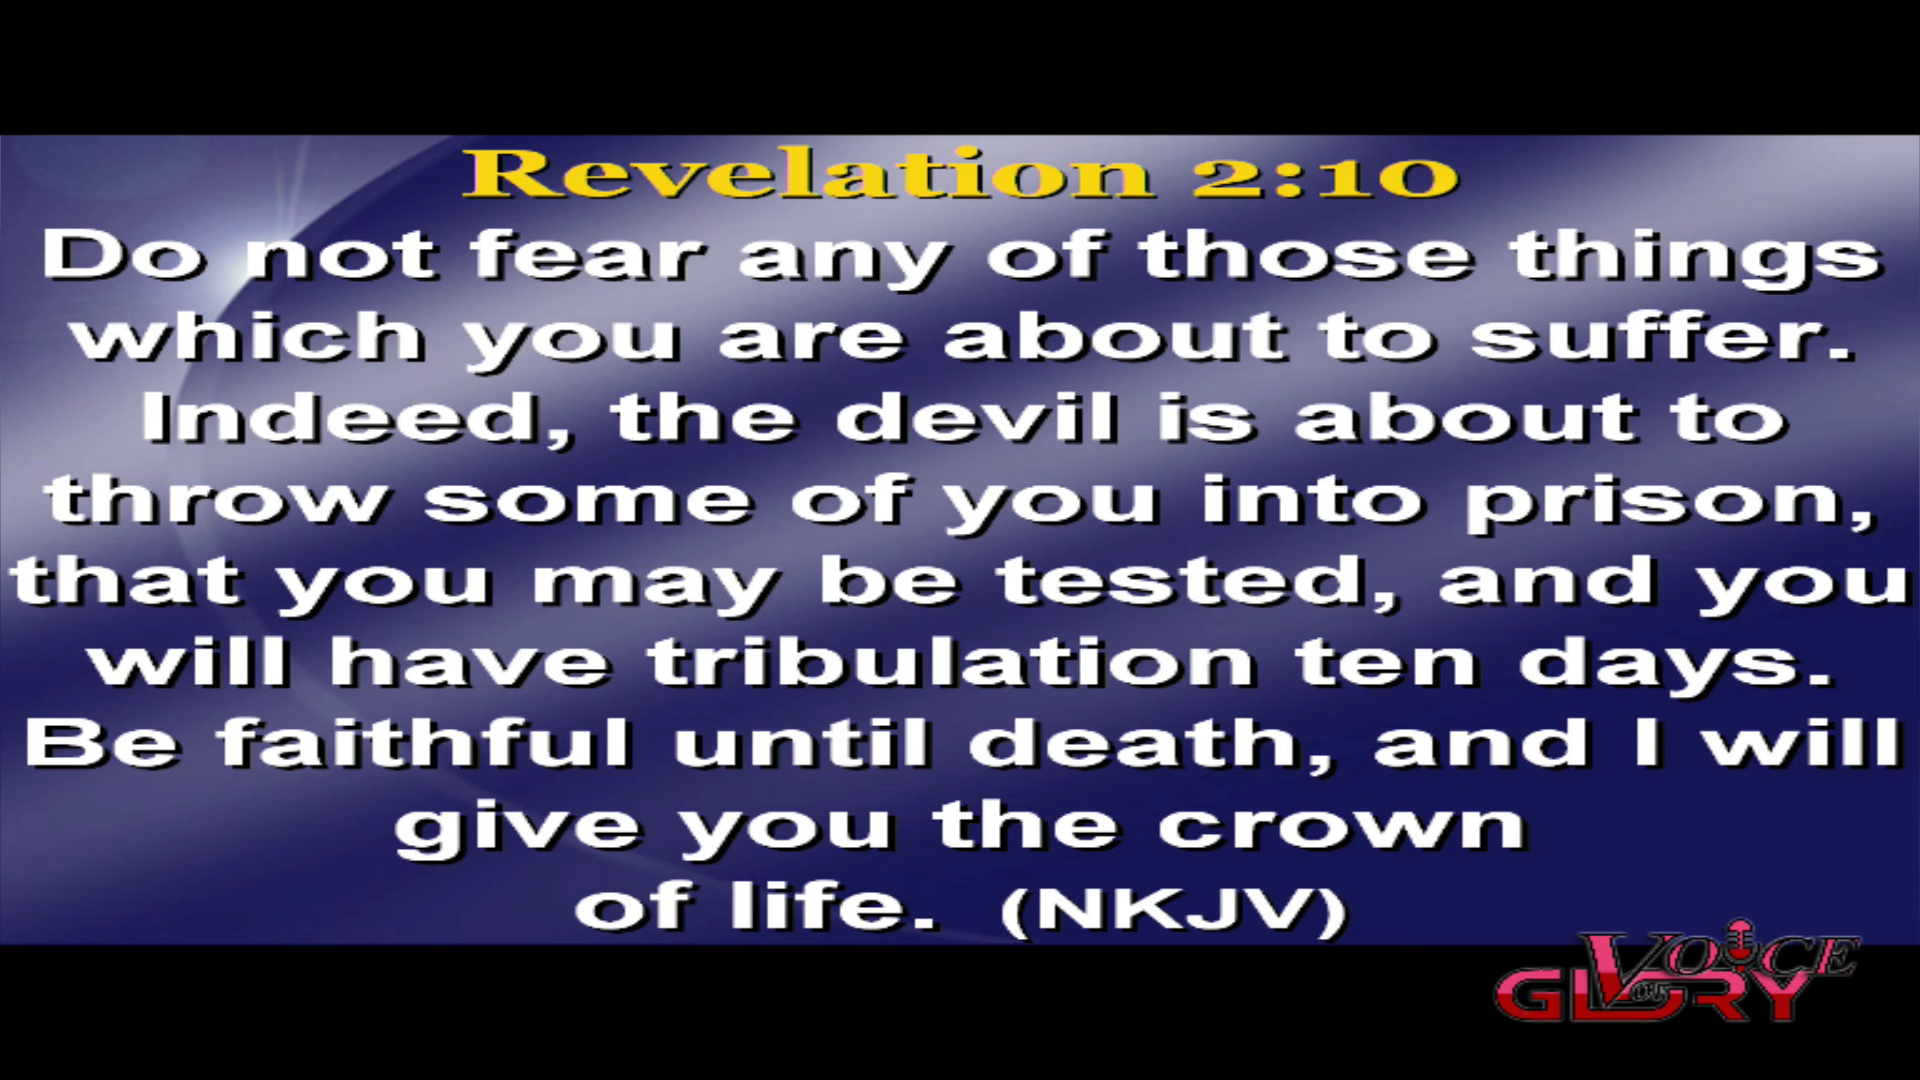 Revelation 2:10
Do not fear any of those things
which you are about to suffer.
Indeed, the devil is about to
throw some of you into prison,
that you may be tested, and you
will have tribulation ten days.
Be faithful until death, and I will
give you the crown
of life. (NKJV)
VOICE
OF
GLORY